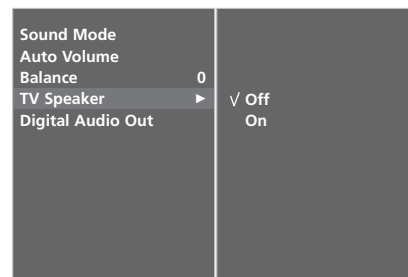 Sound Mode
Auto Volume
Balance 0
TV Speaker ►
Digital Audio Out
√ Off
On